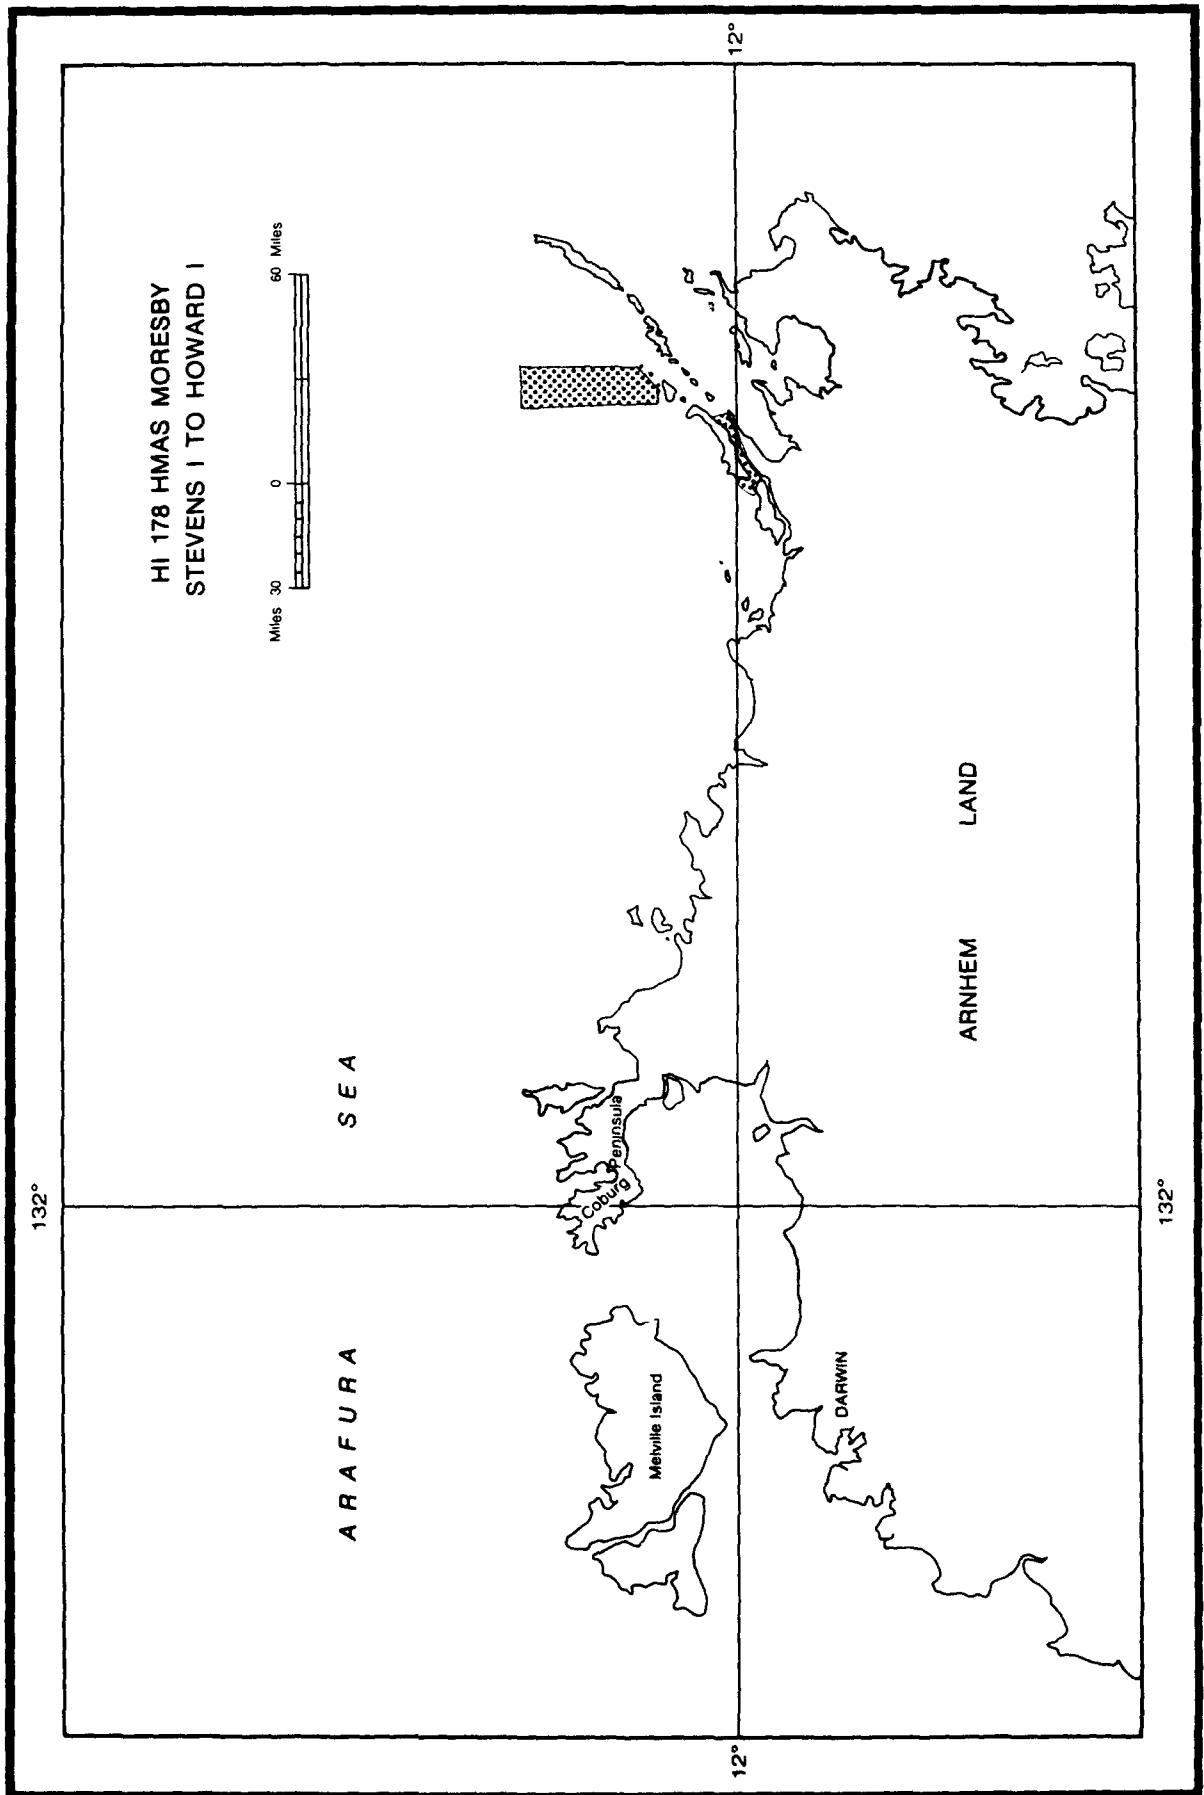 HI 178 HMAS MORESBY
STEVENS I TO HOWARD I
Miles 30 0 60 Miles
132°
ARAFURA SEA
Coburg Peninsula
Melville Island
12° 12°
DARWIN
ARNHEM LAND
132°